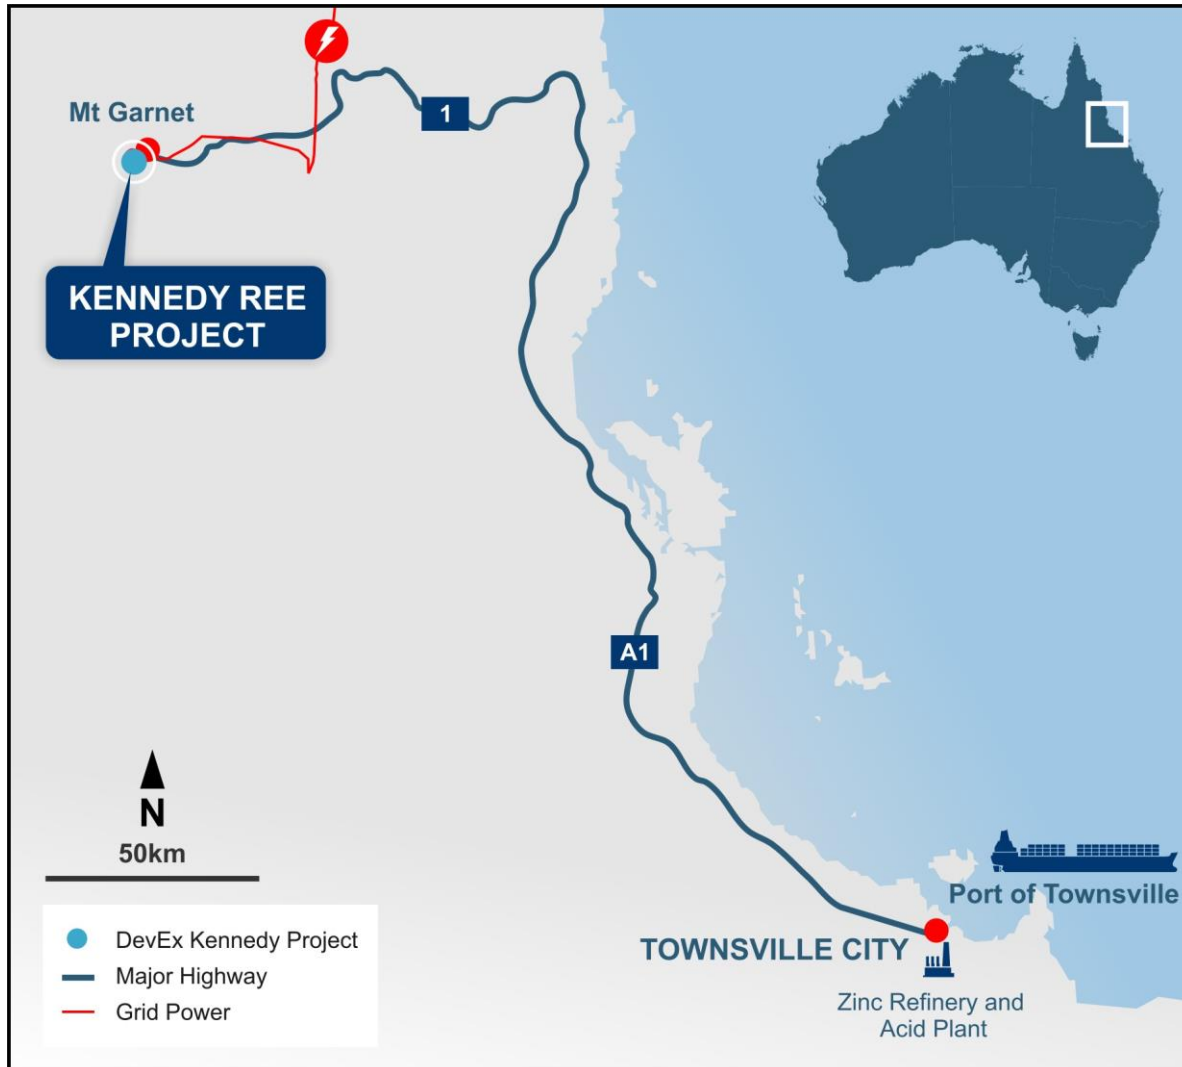 1
Mt Garnet
KENNEDY REE
PROJECT
A1
N
50km
DevEx Kennedy Project
Major Highway
Grid Power
Port of Townsville
TOWNSVILLE CITY
Zinc Refinery and
Acid Plant